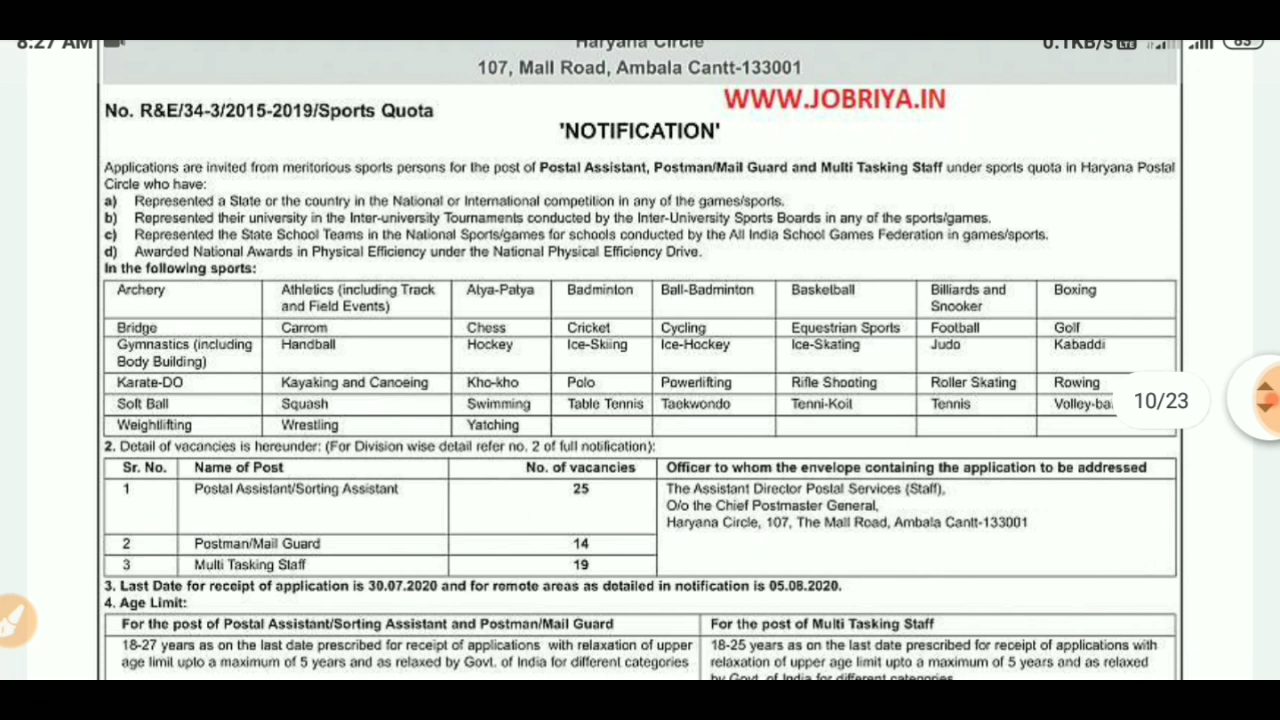 8:27 AM
0.1KB/s LTE 63
Haryana Circle
107, Mall Road, Ambala Cantt-133001
WWW.JOBRIYA.IN
No. R&E/34-3/2015-2019/Sports Quota
'NOTIFICATION'
Applications are invited from meritorious sports persons for the post of Postal Assistant, Postman/Mail Guard and Multi Tasking Staff under sports quota in Haryana Postal
Circle who have:
a) Represented a State or the country in the National or International competition in any of the games/sports.
b) Represented their university in the Inter-university Tournaments conducted by the Inter-University Sports Boards in any of the sports/games.
c) Represented the State School Teams in the National Sports/games for schools conducted by the All India School Games Federation in games/sports.
d) Awarded National Awards in Physical Efficiency under the National Physical Efficiency Drive.
In the following sports:
Archery Athletics (including Track Atya-Patya Badminton Ball-Badminton Basketball Billiards and Boxing
and Field Events) Snooker
Bridge Carrom Chess Cricket Cycling Equestrian Sports Football Golf
Gymnastics (including Handball Hockey Ice-Skiing Ice-Hockey Ice-Skating Judo Kabaddi
Body Building)
Karate-DO Kayaking and Canoeing Kho-kho Polo Powerlifting Rifle Shooting Roller Skating Rowing
Soft Ball Squash Swimming Table Tennis Taekwondo Tenni-Koit Tennis Volley-ba
10/23
Weightlifting Wrestling Yatching
2. Detail of vacancies is hereunder: (For Division wise detail refer no. 2 of full notification):
Sr. No. Name of Post No. of vacancies Officer to whom the envelope containing the application to be addressed
1 Postal Assistant/Sorting Assistant 25 The Assistant Director Postal Services (Staff),
O/o the Chief Postmaster General,
Haryana Circle, 107, The Mall Road, Ambala Cantt-133001
2 Postman/Mail Guard 14
3 Multi Tasking Staff 19
3. Last Date for receipt of application is 30.07.2020 and for remote areas as detailed in notification is 05.08.2020.
4. Age Limit:
For the post of Postal Assistant/Sorting Assistant and Postman/Mail Guard For the post of Multi Tasking Staff
18-27 years as on the last date prescribed for receipt of applications with relaxation of upper 18-25 years as on the last date prescribed for receipt of applications with
age limit upto a maximum of 5 years and as relaxed by Govt. of India for different categories relaxation of upper age limit upto a maximum of 5 years and as relaxed
by Govt. of India for different categories